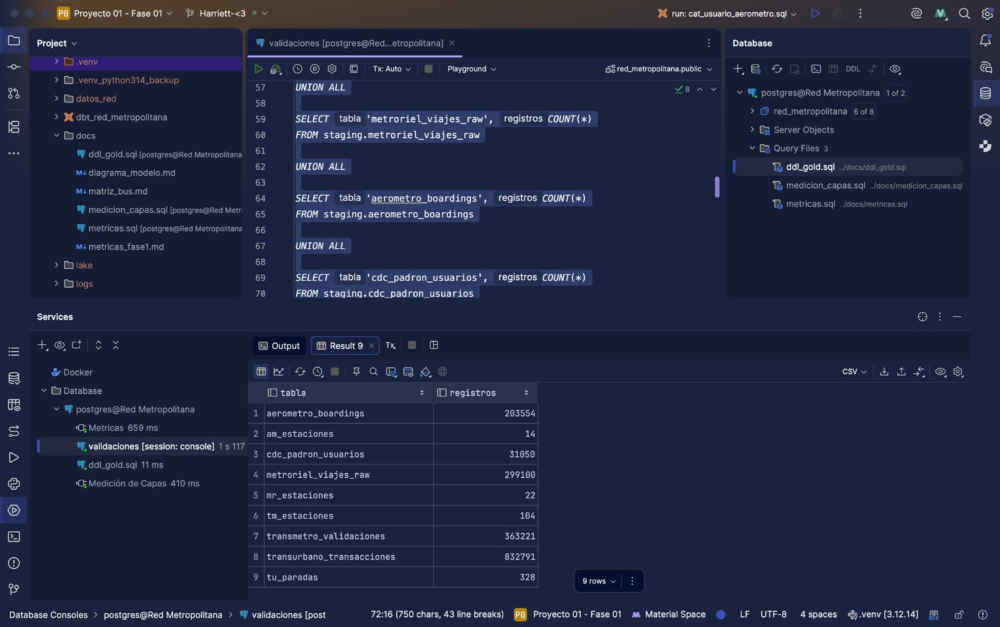 P0 Proyecto 01 - Fase 01
Harriett-<3
run: cat_usuario_aerometro.sql
Project
.venv
.venv_python314_backup
datos_red
dbt_red_metropolitana
docs
ddl_gold.sql [postgres@Red Metropolitana
M↓ diagrama_modelo.md
M↓ matriz_bus.md
medicion_capas.sql [postgres@Red Metr
metricas.sql [postgres@Red Metropolitana
M↓ metricas_fase1.md
lake
logs
validaciones [postgres@Red...etropolitana]
Tx: Auto
Playground
red_metropolitana.public
8
57 UNION ALL
58
59 SELECT tabla 'metroriel_viajes_raw', registros COUNT(*)
60 FROM staging.metroriel_viajes_raw
61
62 UNION ALL
63
64 SELECT tabla 'aerometro_boardings', registros COUNT(*)
65 FROM staging.aerometro_boardings
66
67 UNION ALL
68
69 SELECT tabla 'cdc_padron_usuarios', registros COUNT(*)
70 FROM staging.cdc_padron_usuarios
Database
DDL
postgres@Red Metropolitana 1 of 2
red_metropolitana 6 of 8
Server Objects
Query Files 3
ddl_gold.sql ../docs/ddl_gold.sql
medicion_capas.sql ../docs/medicion_capas.sql
metricas.sql ../docs/metricas.sql
Services
Docker
Database
postgres@Red Metropolitana
Metricas 659 ms
validaciones [session: console] 1 s 117
ddl_gold.sql 11 ms
Medición de Capas 410 ms
Output
Result 9
Tx
CSV
tabla registros
1 aerometro_boardings 203554
2 am_estaciones 14
3 cdc_padron_usuarios 31050
4 metroriel_viajes_raw 299100
5 mr_estaciones 22
6 tm_estaciones 104
7 transmetro_validaciones 363221
8 transurbano_transacciones 832791
9 tu_paradas 328
9 rows
Database Consoles > postgres@Red Metropolitana > validaciones [post
72:16 (750 chars, 43 line breaks)
P0 Proyecto 01 - Fase 01
Material Space
LF
UTF-8
4 spaces
.venv [3.12.14]
REQ